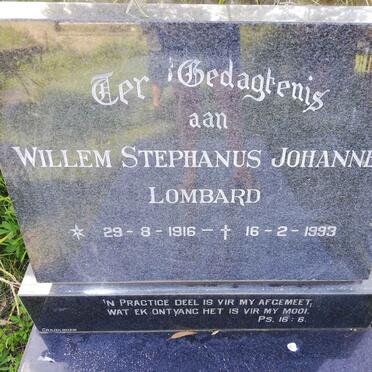 Ter Gedagtenis
aan
WILLEM STEPHANUS JOHANNE
LOMBARD
* 29 - 8 - 1916 - † 16 - 2 - 1993
'N PRACTICE DEEL IS VIR MY AFGEMEET,
WAT EK ONTVANG HET IS VIR MY MOOI.
PS. 16:6.